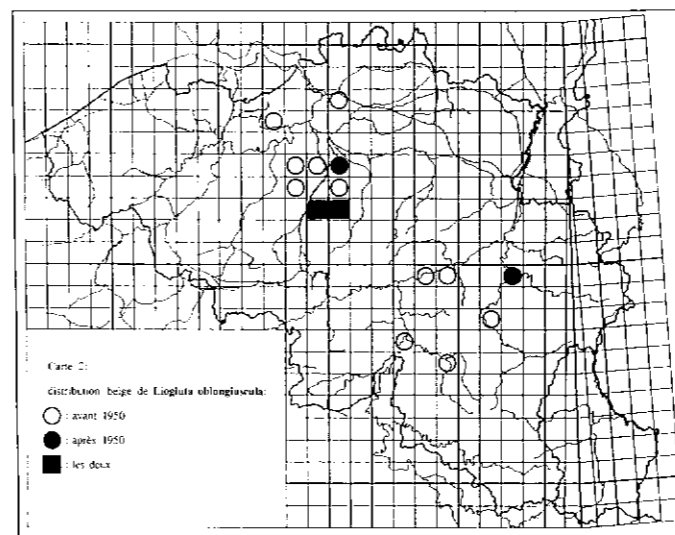 Carte 2:
distribution belge de Liogluta oblongiuscula:
: avant 1950
: après 1950
: les deux